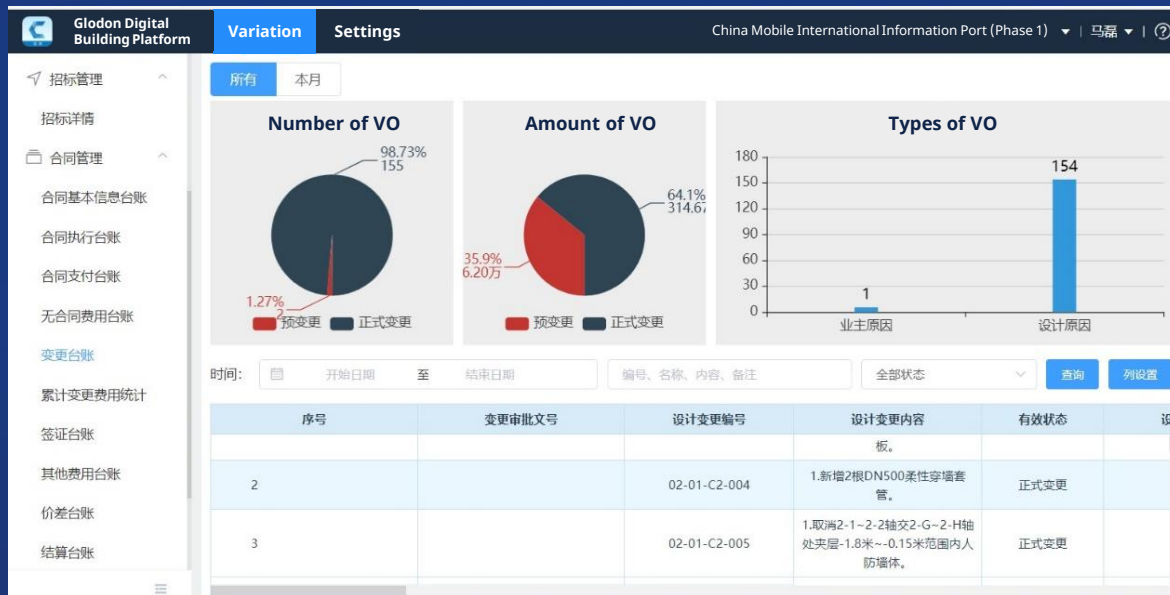 Glodon Digital
Building Platform
Variation
Settings
China Mobile International Information Port (Phase 1)
马磊
招标管理
招标详情
合同管理
合同基本信息台账
合同执行台账
合同支付台账
无合同费用台账
变更台账
累计变更费用统计
签证台账
其他费用台账
价差台账
结算台账
所有
本月
Number of VO
98.73%
155
1.27%
2
预变更
正式变更
Amount of VO
64.1%
314.67
35.9%
6.20万
预变更
正式变更
Types of VO
180
150
120
90
60
30
0
1
154
业主原因
设计原因
时间:
开始日期
至
结束日期
编号、名称、内容、备注
全部状态
查询
列设置
序号
变更审批文号
设计变更编号
设计变更内容
有效状态
设
板。
2
02-01-C2-004
1.新增2根DN500柔性穿墙套
管。
正式变更
3
02-01-C2-005
1.取消2-1~2-2轴交2-G~2-H轴
处夹层-1.8米~-0.15米范围内人
防墙体。
正式变更